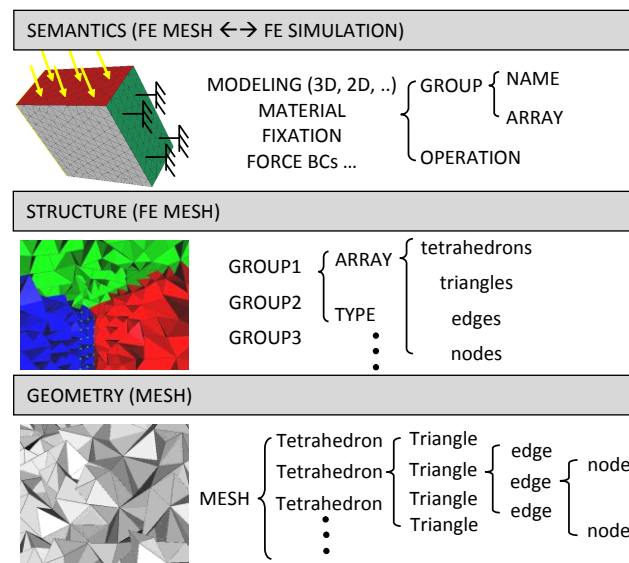 SEMANTICS (FE MESH ←→ FE SIMULATION)
MODELING (3D, 2D, ..)
MATERIAL
FIXATION
FORCE BCs ...
GROUP
OPERATION
NAME
ARRAY
STRUCTURE (FE MESH)
GROUP1
GROUP2
GROUP3
ARRAY
TYPE
tetrahedrons
triangles
edges
nodes
GEOMETRY (MESH)
MESH
Tetrahedron
Tetrahedron
Tetrahedron
Triangle
Triangle
Triangle
Triangle
edge
edge
edge
node
node